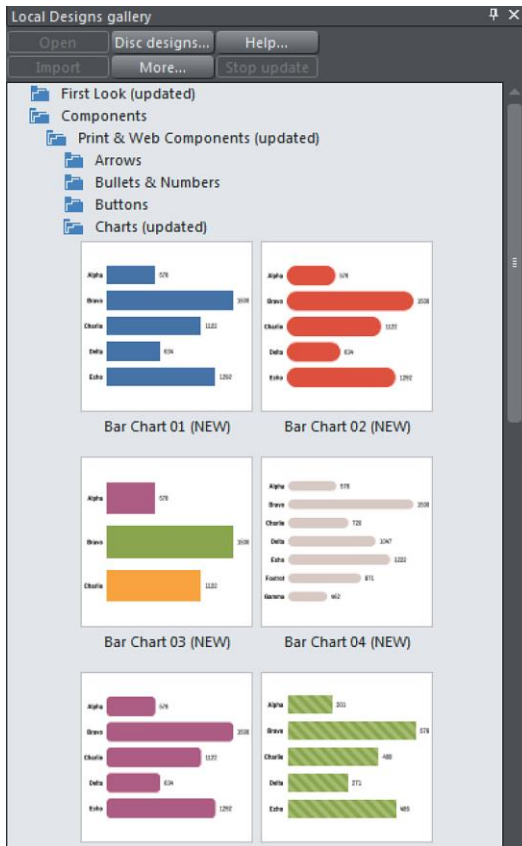 Local Designs gallery
Open Disc designs... Help...
Import More... Stop update
First Look (updated)
Components
Print & Web Components (updated)
Arrows
Bullets & Numbers
Buttons
Charts (updated)
Alpha 578
Bravo 1508
Charlie 1122
Delta 634
Echo 1292
Bar Chart 01 (NEW)
Alpha 578
Bravo 1508
Charlie 1122
Delta 634
Echo 1292
Bar Chart 02 (NEW)
Alpha 578
Bravo 1508
Charlie 1122
Bar Chart 03 (NEW)
Alpha 578
Bravo 1508
Charlie 720
Delta 1047
Echo 1222
Foxtrot 871
Gamma 462
Bar Chart 04 (NEW)
Alpha 578
Bravo 1508
Charlie 1122
Delta 634
Echo 1292
Alpha 201
Bravo 578
Charlie
Delta 271
Echo